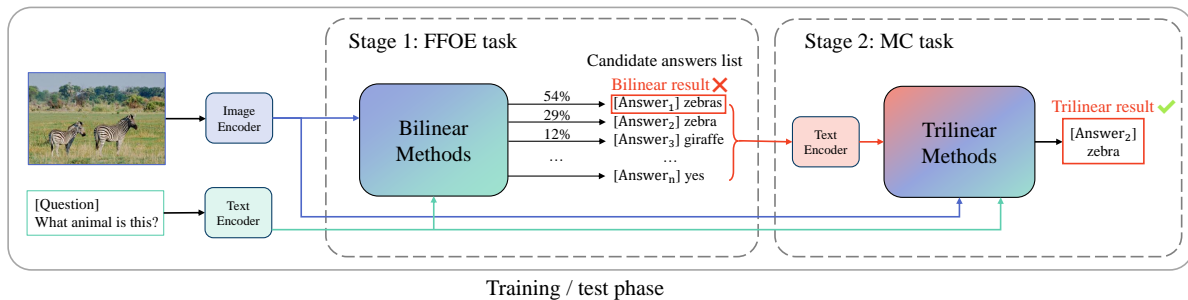 Stage 1: FFOE task
Stage 2: MC task
Candidate answers list
Bilinear result
Trilinear result
Image
Encoder
Bilinear
Methods
54%
[Answer₁] zebras
29%
[Answer₂] zebra
12%
[Answer₃] giraffe
...
...
[Answerₙ] yes
Text
Encoder
Trilinear
Methods
[Answer₂]
zebra
[Question]
What animal is this?
Text
Encoder
Training / test phase